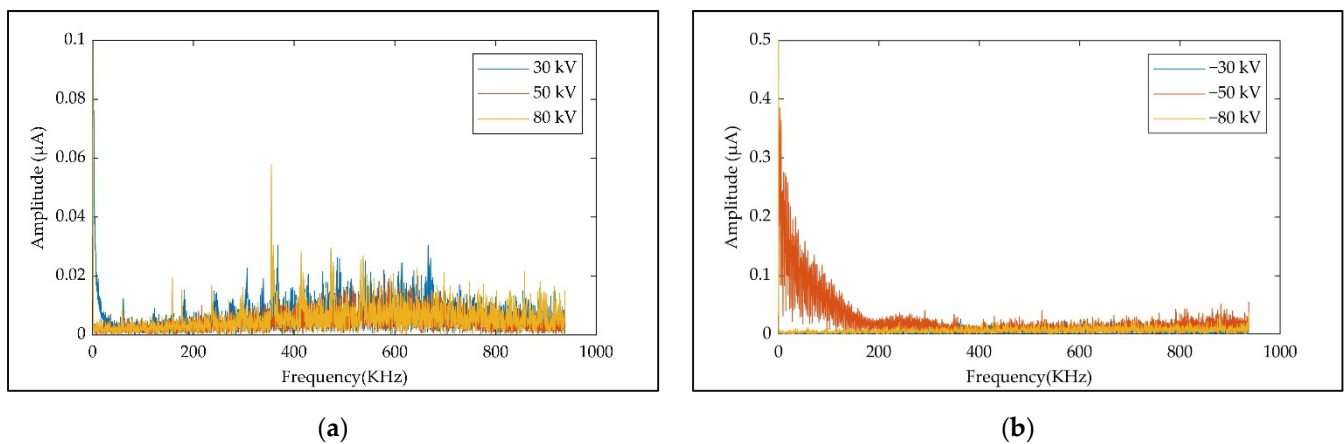 0.1
0.08
0.06
0.04
0.02
0
0 200 400 600 800 1000
Amplitude (μA)
Frequency(KHz)
30 kV
50 kV
80 kV
(a)
0.5
0.4
0.3
0.2
0.1
0
0 200 400 600 800 1000
Amplitude (μA)
Frequency(KHz)
−30 kV
−50 kV
−80 kV
(b)